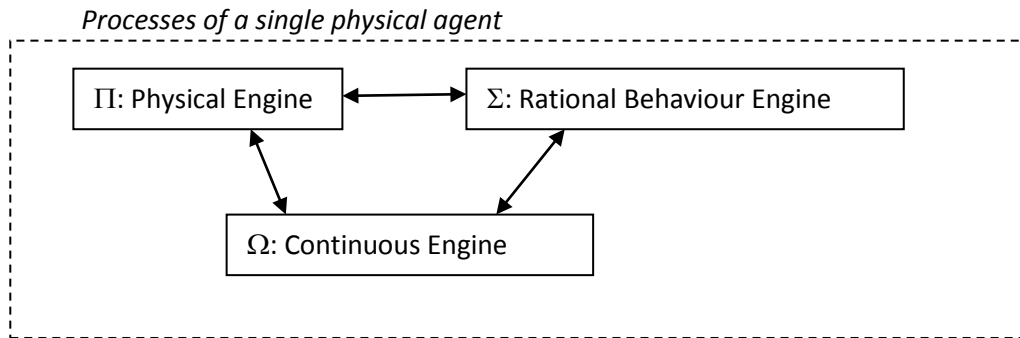 Processes of a single physical agent
Π: Physical Engine
Σ: Rational Behaviour Engine
Ω: Continuous Engine